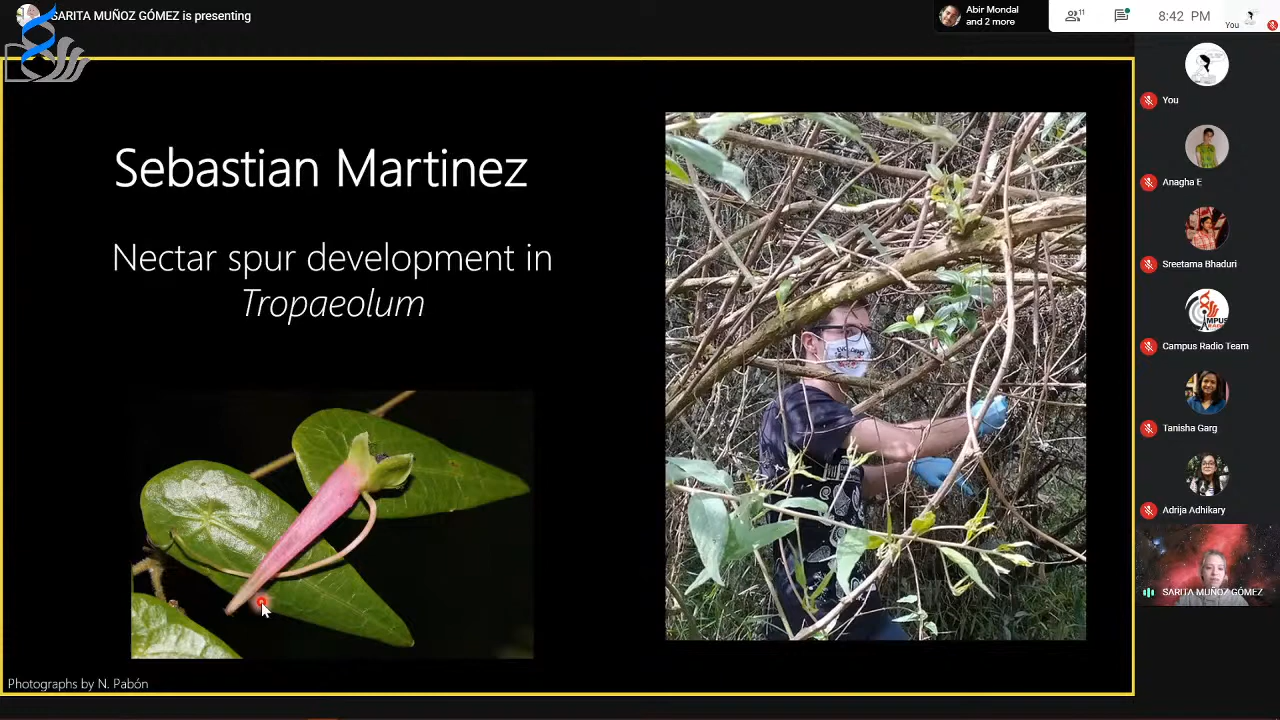 SARITA MUÑOZ GÓMEZ is presenting
Abir Mondal
and 2 more
11
8:42 PM
You
Sebastian Martinez
Nectar spur development in
Tropaeolum
Photographs by N. Pabón
You
Anagha E
Sreetama Bhaduri
Campus Radio Team
Tanisha Garg
Adrija Adhikary
SARITA MUÑOZ GÓMEZ